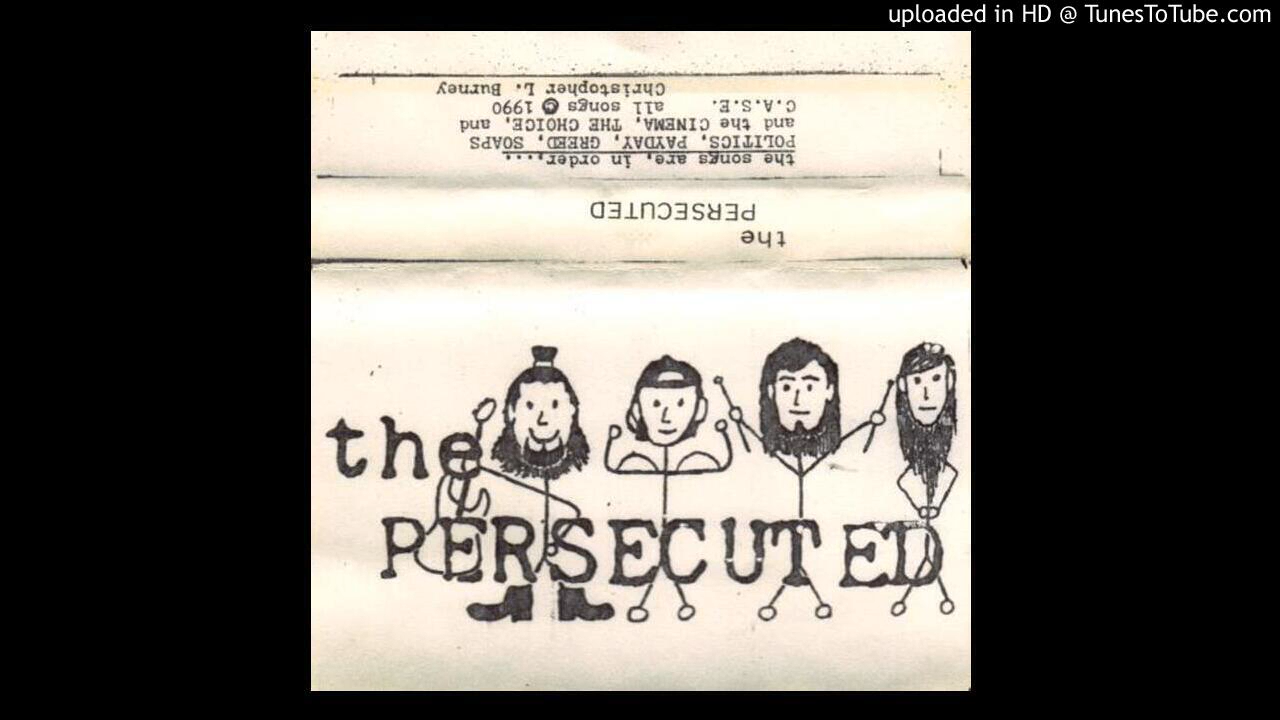 uploaded in HD @ TunesToTube.com
the songs are, in order,....
POLITICS, PAYDAY, GREED, SOAPS
and the CINEMA, THE CHOICE, and
C.A.S.E. all songs © 1990
Christopher L. Burney
the
PERSECUTED
the
PERSECUTED